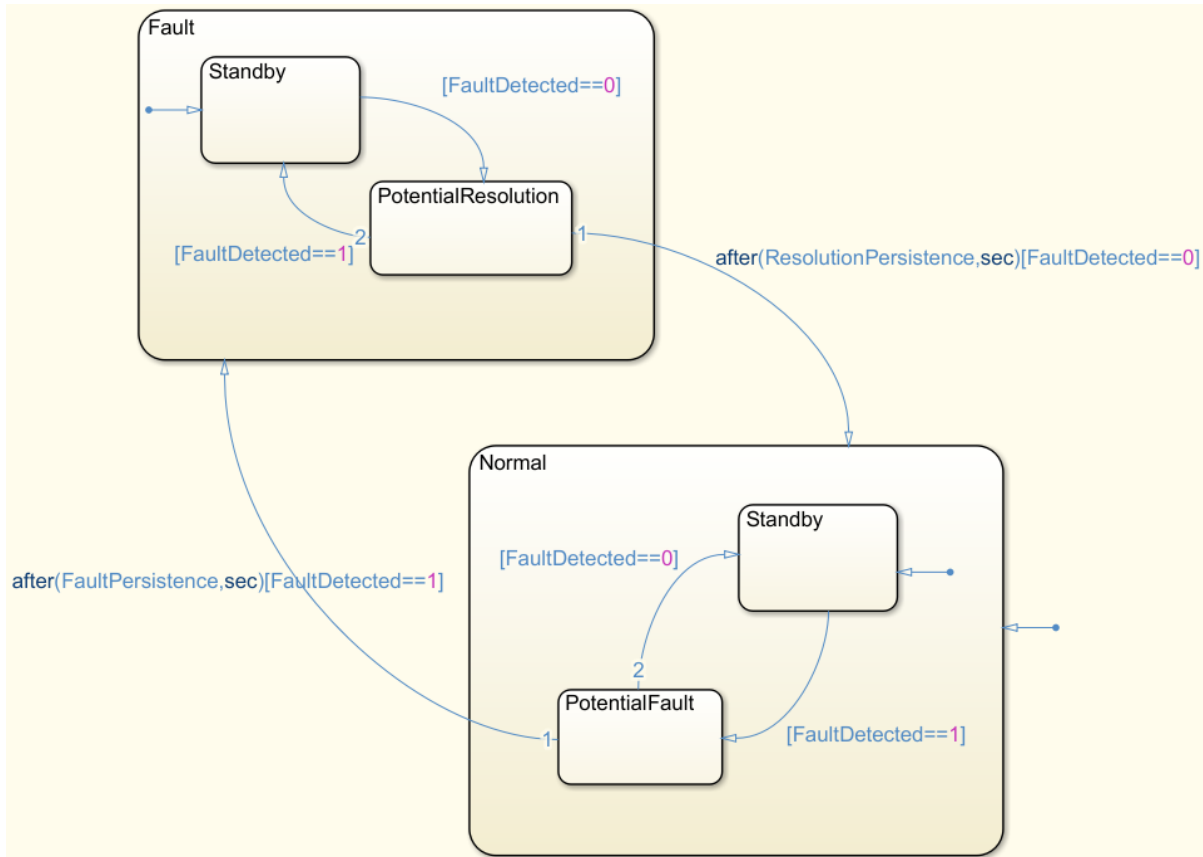 Fault
Standby
[FaultDetected==0]
PotentialResolution
2
1
[FaultDetected==1]
after(ResolutionPersistence,sec)[FaultDetected==0]
Normal
Standby
[FaultDetected==0]
after(FaultPersistence,sec)[FaultDetected==1]
2
PotentialFault
1
[FaultDetected==1]